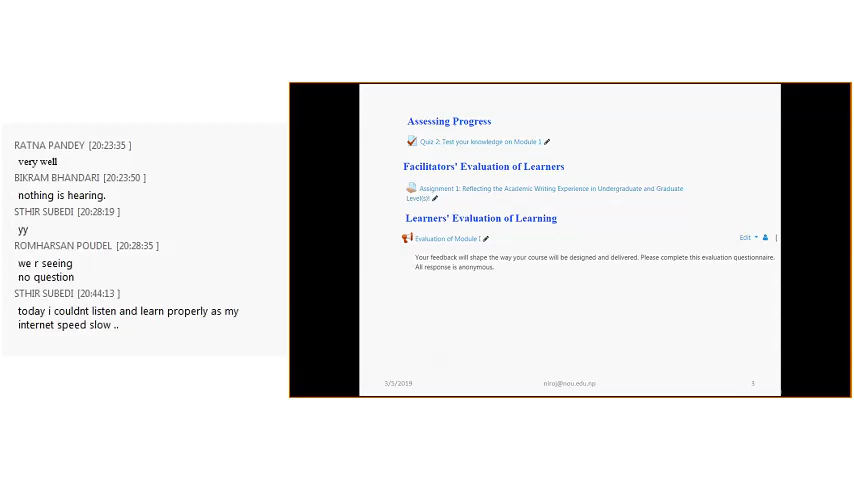 RATNA PANDEY [20:23:35 ]
very well
BIKRAM BHANDARI [20:23:50 ]
nothing is hearing.
STHIR SUBEDI [20:28:19 ]
yy
ROMHARSAN POUDEL [20:28:35 ]
we r seeing
no question
STHIR SUBEDI [20:44:13 ]
today i couldnt listen and learn properly as my
internet speed slow ..
Assessing Progress
Quiz 2: Test your knowledge on Module 1
Facilitators' Evaluation of Learners
Assignment 1: Reflecting the Academic Writing Experience in Undergraduate and Graduate
Level(s)!
Learners' Evaluation of Learning
Evaluation of Module I
Edit
Your feedback will shape the way your course will be designed and delivered. Please complete this evaluation questionnaire.
All response is anonymous.
3/5/2019
niroj@nou.edu.np
3